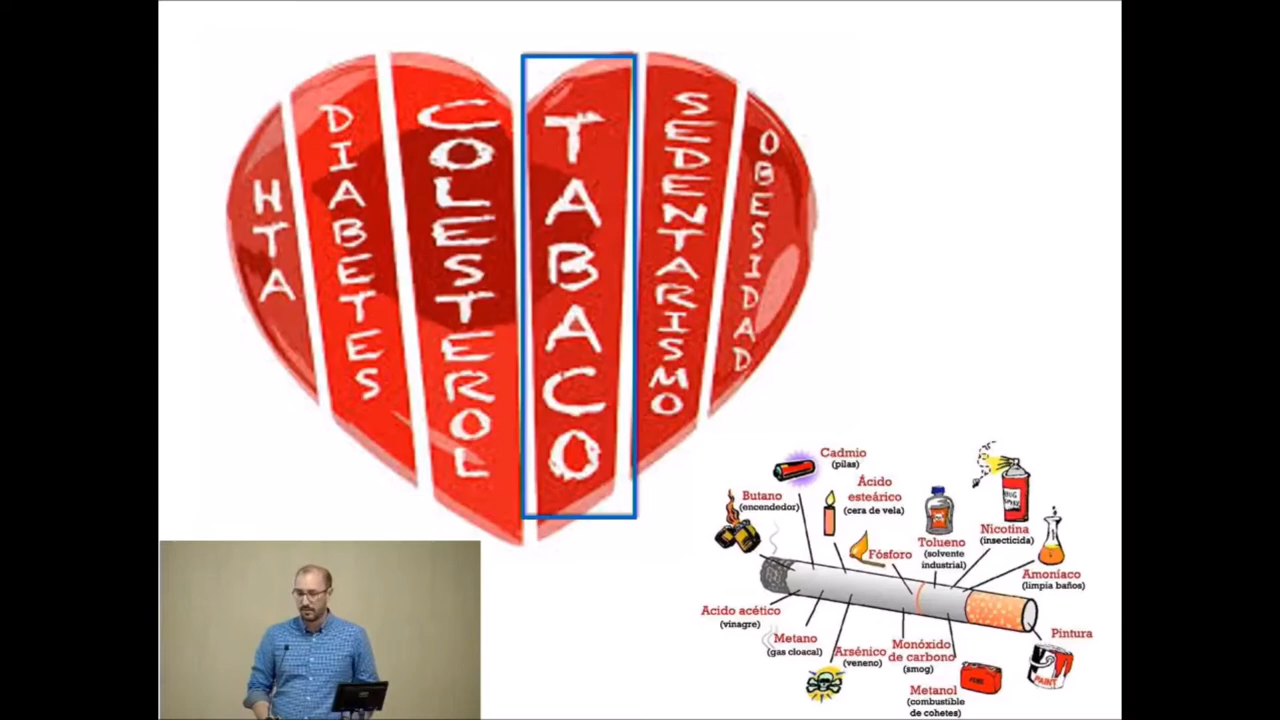 HTA
DIABETES
COLESTEROL
TABACO
SEDENTARISMO
OBESIDAD
Cadmio
(pilas)
Butano
(encendedor)
Ácido
esteárico
(cera de vela)
Fósforo
Tolueno
(solvente
industrial)
Nicotina
(insecticida)
BUG
Amoníaco
(limpia baños)
Acido acético
(vinagre)
Metano
(gas cloacal)
Arsénico
(veneno)
Monóxido
de carbono
(smog)
Metanol
(combustible
de cohetes)
Pintura
PAINT